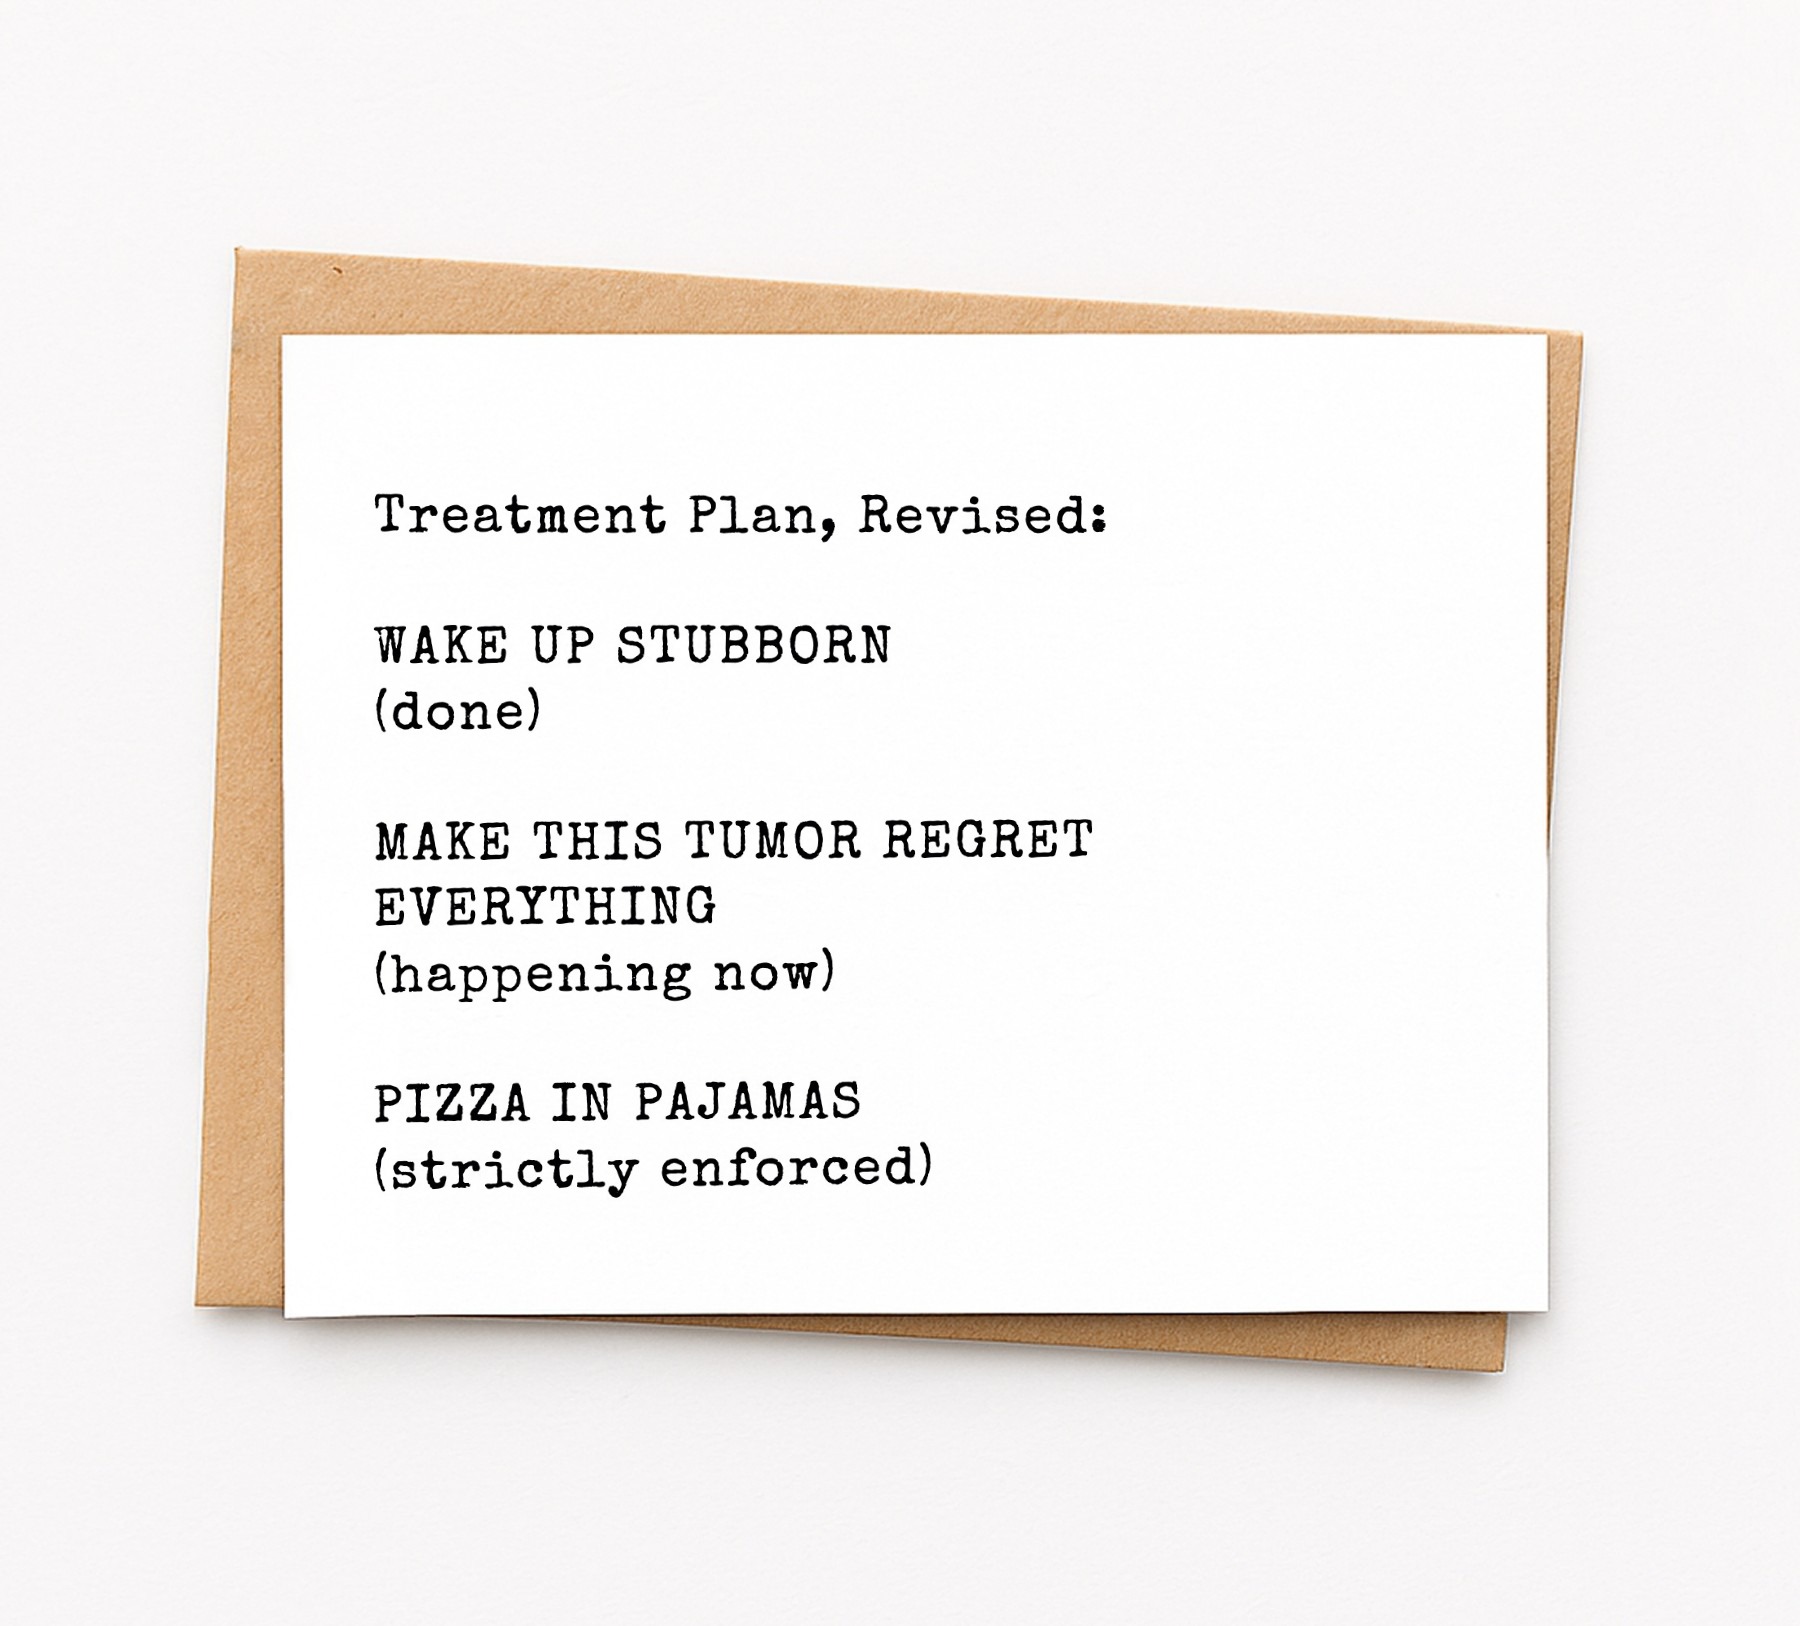 Treatment Plan, Revised:
WAKE UP STUBBORN
(done)
MAKE THIS TUMOR REGRET
EVERYTHING
(happening now)
PIZZA IN PAJAMAS
(strictly enforced)